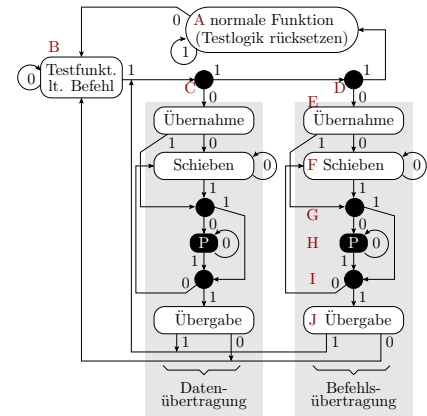 0
A normale Funktion
(Testlogik rücksetzen)
1
B
Testfunkt.
lt. Befehl
0
1
C
1
D
1
0
0
E
Übernahme
Übernahme
1
0
1
0
Schieben
0
F
Schieben
0
1
1
1
1
G
0
0
P
0
H
P
0
1
1
0
I
0
1
1
Übergabe
J
Übergabe
1
0
1
0
Daten-
übertragung
Befehls-
übertragung